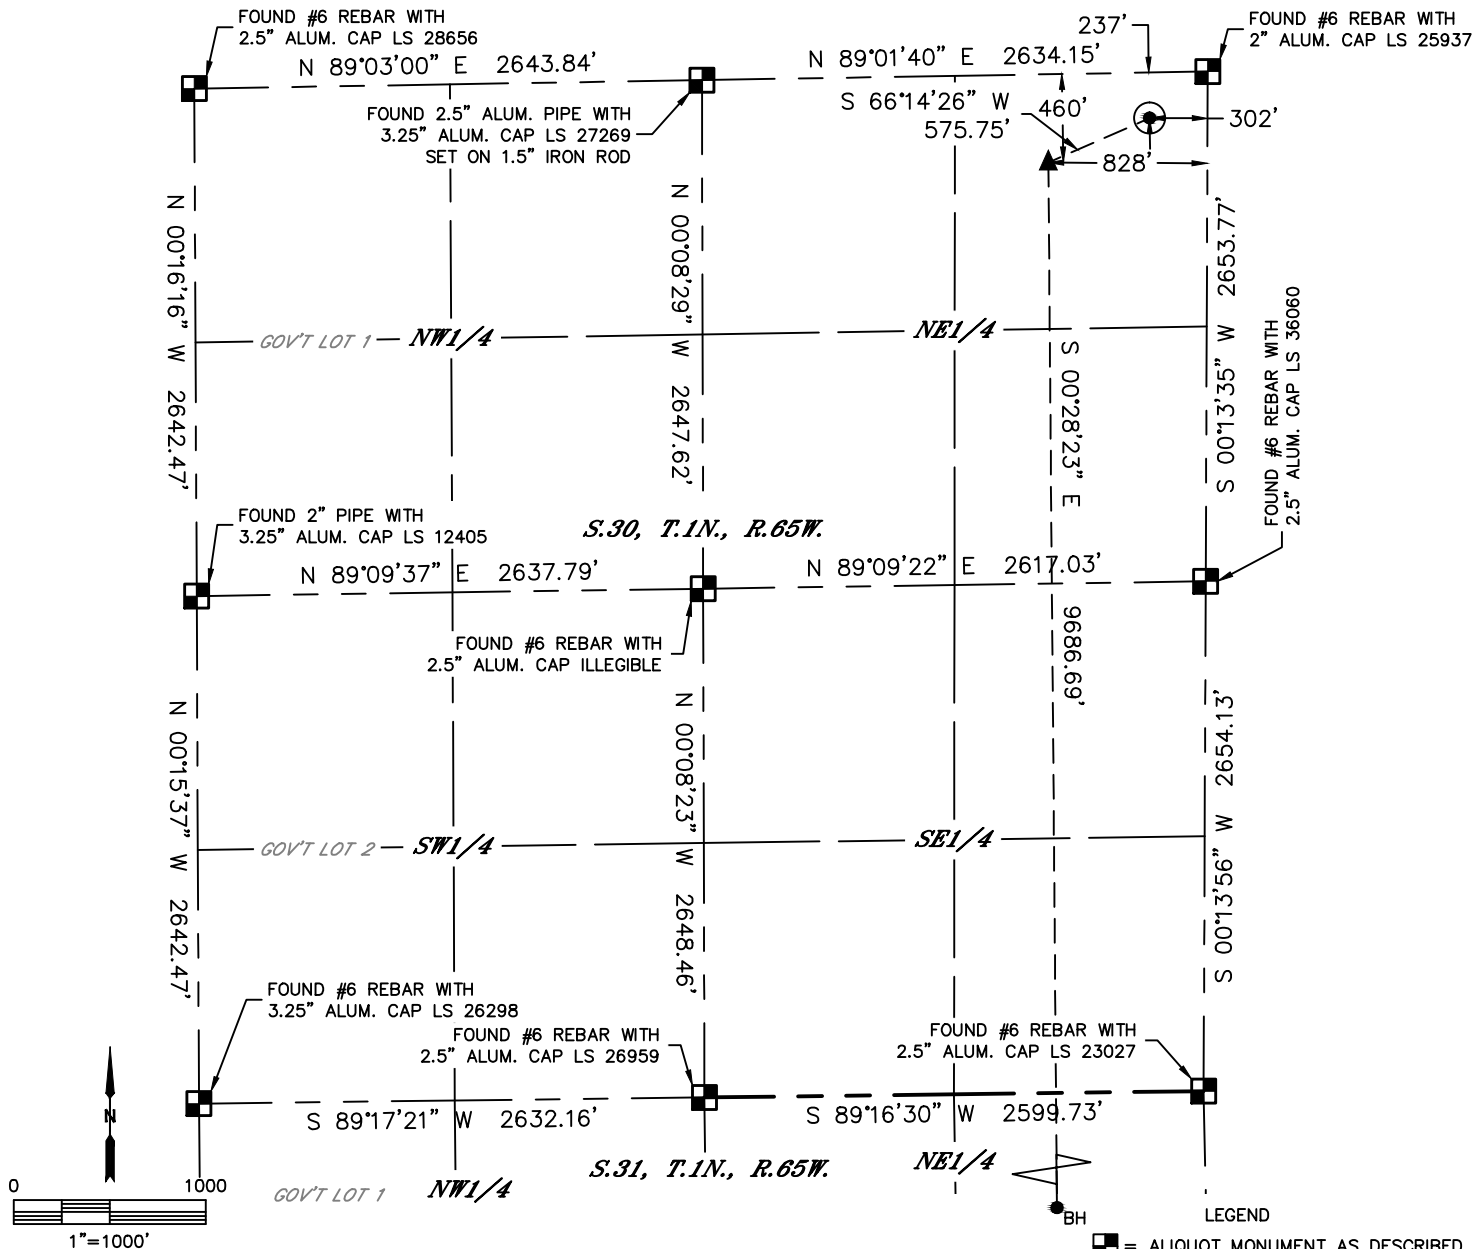 FOUND #6 REBAR WITH
2.5" ALUM. CAP LS 28656
N 89°03'00" E 2643.84'
FOUND 2.5" ALUM. PIPE WITH
3.25" ALUM. CAP LS 27269
SET ON 1.5" IRON ROD
N 89°01'40" E 2634.15'
237'
FOUND #6 REBAR WITH
2" ALUM. CAP LS 25937
S 66°14'26" W
575.75'
460'
302'
828'
N 00°16'16" W 2642.47'
N 00°08'29" W 2647.62'
S 00°28'23" E 9686.69'
S 00°13'35" W 2653.77'
FOUND #6 REBAR WITH
2.5" ALUM. CAP LS 36060
GOV'T LOT 1
NW1/4
NE1/4
FOUND 2" PIPE WITH
3.25" ALUM. CAP LS 12405
S.30, T.1N., R.65W.
N 89°09'37" E 2637.79'
N 89°09'22" E 2617.03'
FOUND #6 REBAR WITH
2.5" ALUM. CAP ILLEGIBLE
N 00°15'37" W 2642.47'
N 00°08'23" W 2648.46'
S 00°13'56" W 2654.13'
GOV'T LOT 2
SW1/4
SE1/4
FOUND #6 REBAR WITH
3.25" ALUM. CAP LS 26298
FOUND #6 REBAR WITH
2.5" ALUM. CAP LS 26959
FOUND #6 REBAR WITH
2.5" ALUM. CAP LS 23027
S 89°17'21" W 2632.16'
S 89°16'30" W 2599.73'
N
S.31, T.1N., R.65W.
GOV'T LOT 1
NW1/4
NE1/4
0 1000
1"=1000'
BH
LEGEND
= ALIQUOT MONUMENT AS DESCRIBED